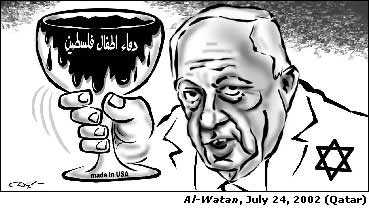 دماء اطفال فلسطين
made in USA
Al-Watan, July 24, 2002 (Qatar)